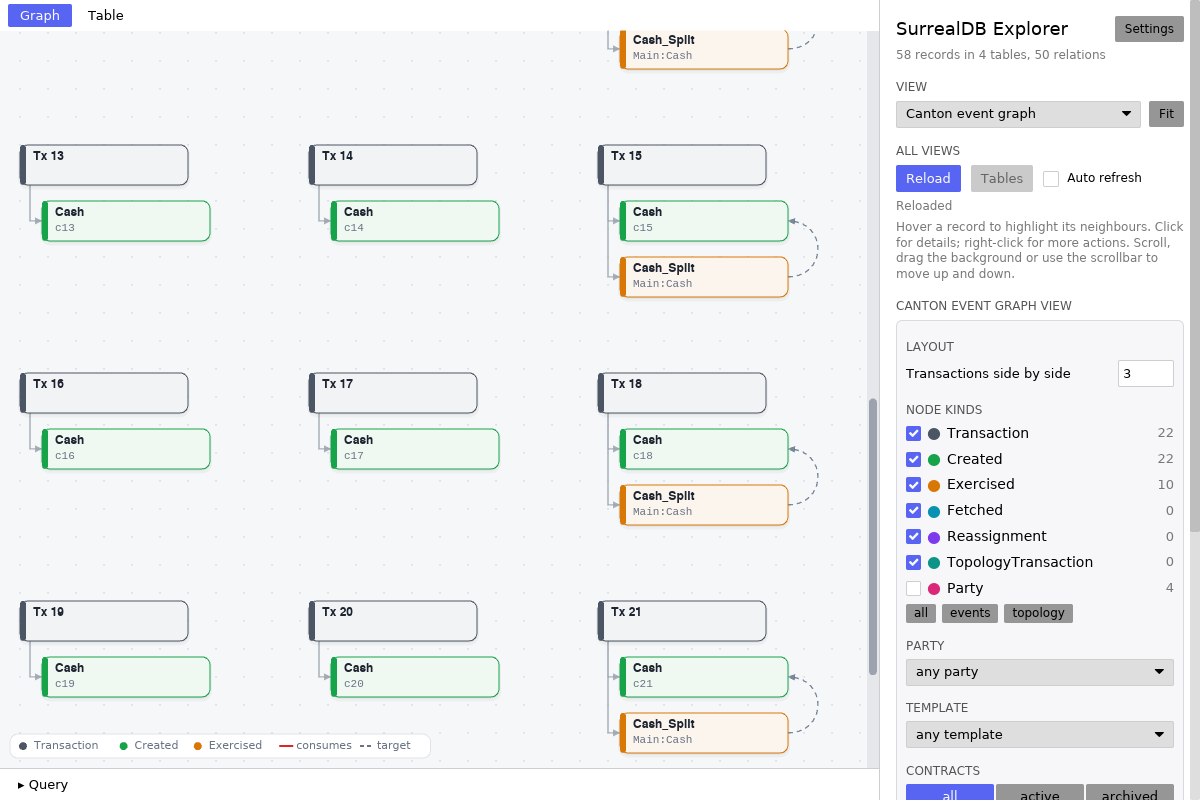 Graph Table
Cash_Split
Main:Cash
Tx 13
Tx 14
Tx 15
Cash
c13
Cash
c14
Cash
c15
Cash_Split
Main:Cash
Tx 16
Tx 17
Tx 18
Cash
c16
Cash
c17
Cash
c18
Cash_Split
Main:Cash
Tx 19
Tx 20
Tx 21
Cash
c19
Cash
c20
Cash
c21
Cash_Split
Main:Cash
Transaction Created Exercised consumes target
▸ Query
SurrealDB Explorer
Settings
58 records in 4 tables, 50 relations
VIEW
Canton event graph
Fit
ALL VIEWS
Reload Tables Auto refresh
Reloaded
Hover a record to highlight its neighbours. Click
for details; right-click for more actions. Scroll,
drag the background or use the scrollbar to
move up and down.
CANTON EVENT GRAPH VIEW
LAYOUT
Transactions side by side 3
NODE KINDS
Transaction 22
Created 22
Exercised 10
Fetched 0
Reassignment 0
TopologyTransaction 0
Party 4
all events topology
PARTY
any party
TEMPLATE
any template
CONTRACTS
all active archived